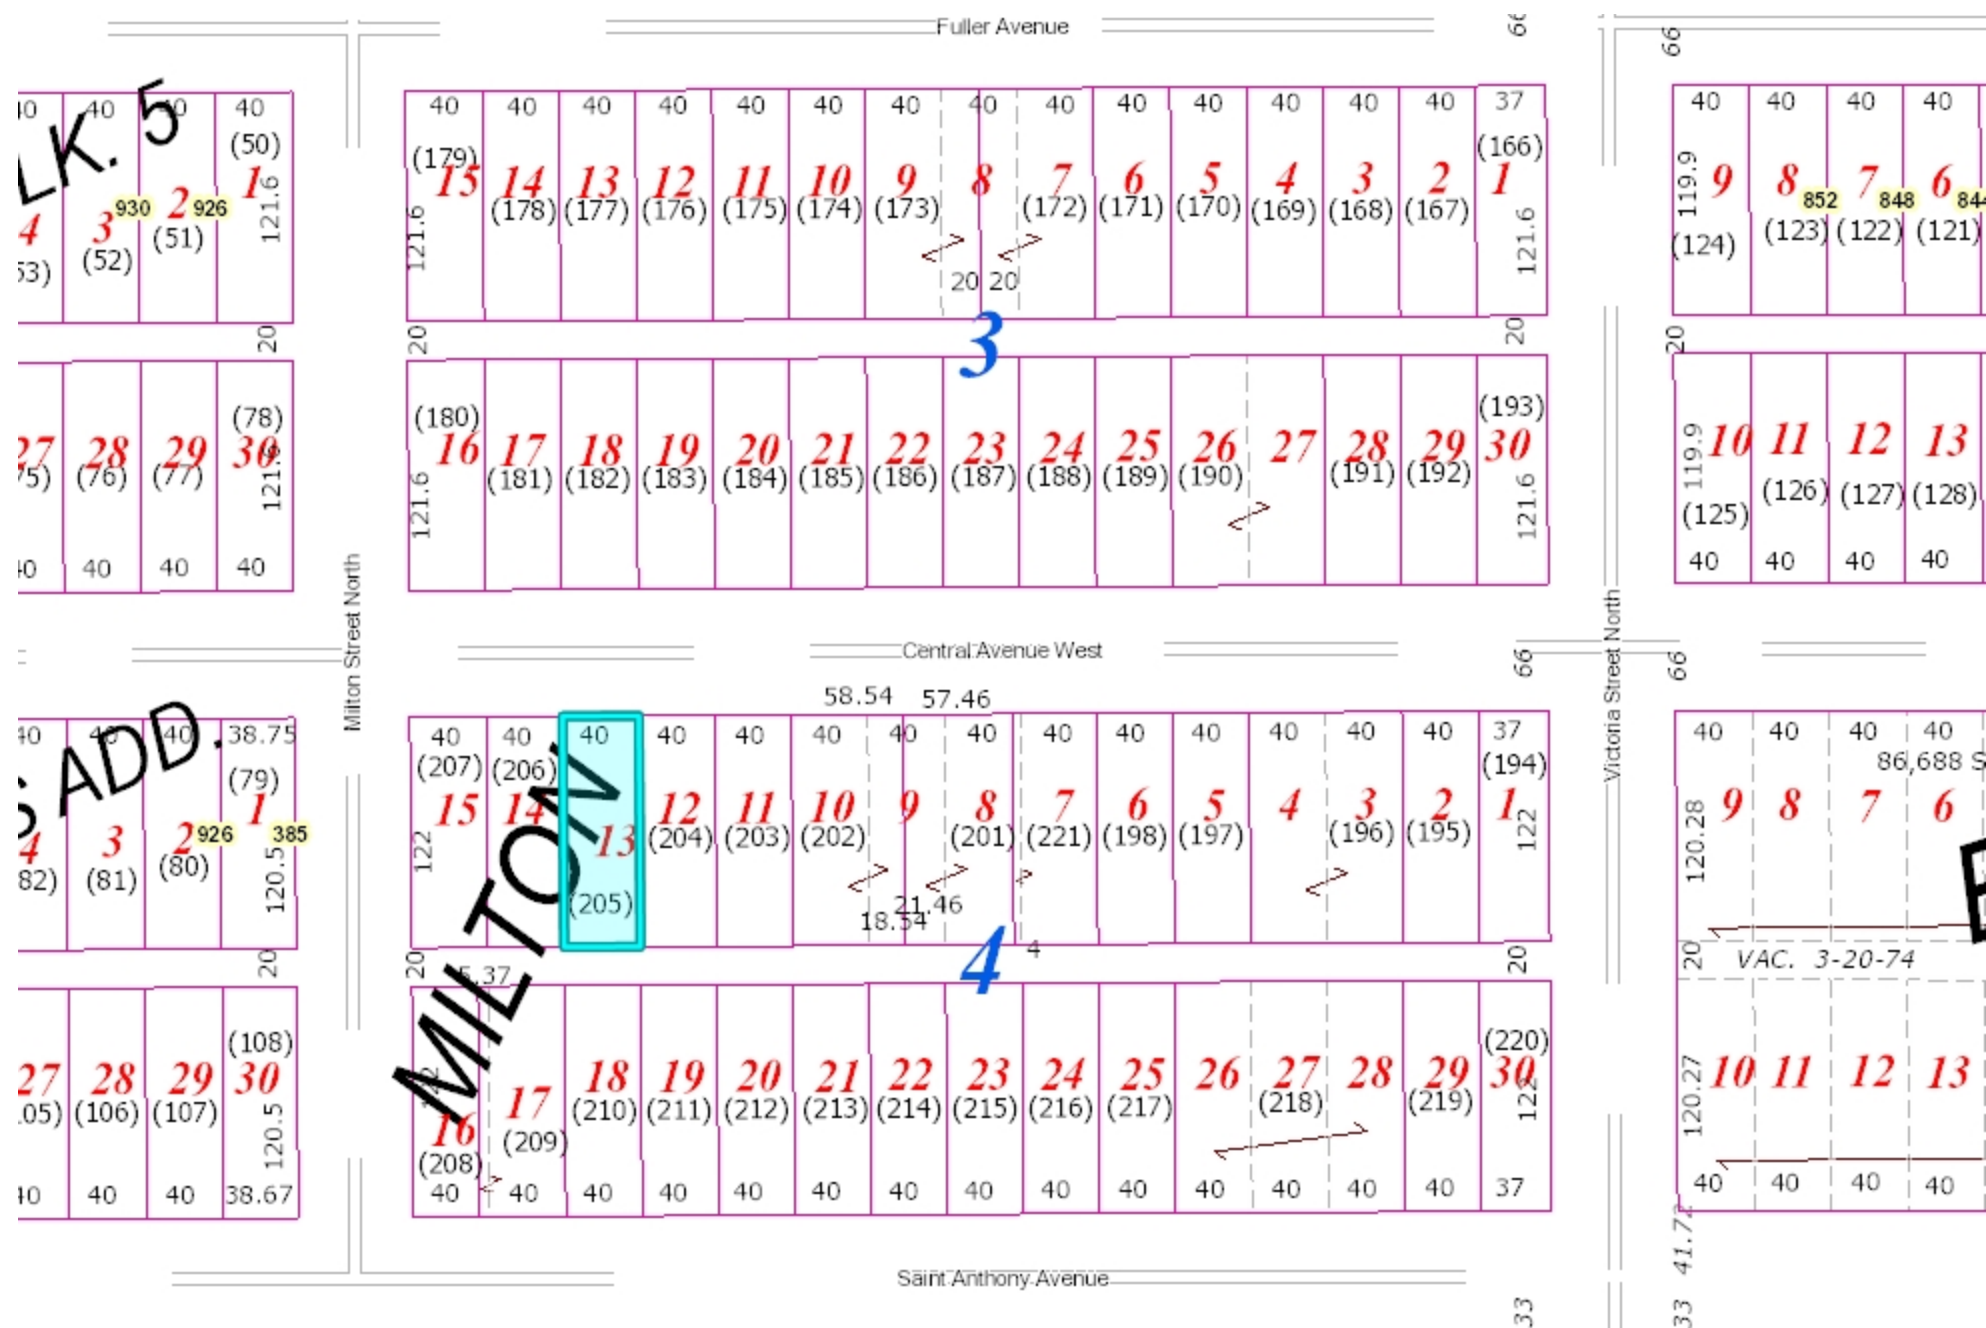 Fuller Avenue
66
66
LK. 5
40 40 40
40 40 40 40 40 40 40 40 40 40 40 40 40 40 37
40 40 40 40
(50)
(179)
(166)
4 3 2 1
930 926
15 14 13 12 11 10 9 8 7 6 5 4 3 2 1
9 8 7 6
852 848
(52) (51)
121.6
(178) (177) (176) (175) (174) (173) (172) (171) (170) (169) (168) (167)
119.9
(124) (123) (122) (121)
121.6
20 20
121.6
20
20
3
20
20
(78)
(180)
(193)
27 28 29 30
16 17 18 19 20 21 22 23 24 25 26 27 28 29 30
10 11 12 13
(76) (77)
(181) (182) (183) (184) (185) (186) (187) (188) (189) (190) (191) (192)
119.9
(125) (126) (127) (128)
121.6
121.6
40 40 40
40 40 40 40
Milton Street North
Central Avenue West
Victoria Street North
66
66
58.54 57.46
S ADD.
40 40 38.75
40 40 40 40 40 40 40 40 40 40 40 40 40 40 37
40 40 40 40
86,688 S
(79)
(207) (206)
(194)
4 3 2 1
926 385
15 14 13 12 11 10 9 8 7 6 5 4 3 2 1
9 8 7 6
(81) (80)
120.5
122
(205) (204) (203) (202) (201) (221) (198) (197) (196) (195)
122
120.28
21.46
18.54
4
MILTON
20
20
4
20
20
VAC. 3-20-74
(108)
(220)
27 28 29 30
16 17 18 19 20 21 22 23 24 25 26 27 28 29 30
10 11 12 13
(106) (107)
120.5
(208) (209) (210) (211) (212) (213) (214) (215) (216) (217) (218) (219)
122
120.27
40 40 38.67
40 40 40 40 40 40 40 40 40 40 40 40 40 40 37
40 40 40 40
41.72
Saint Anthony Avenue
33
33